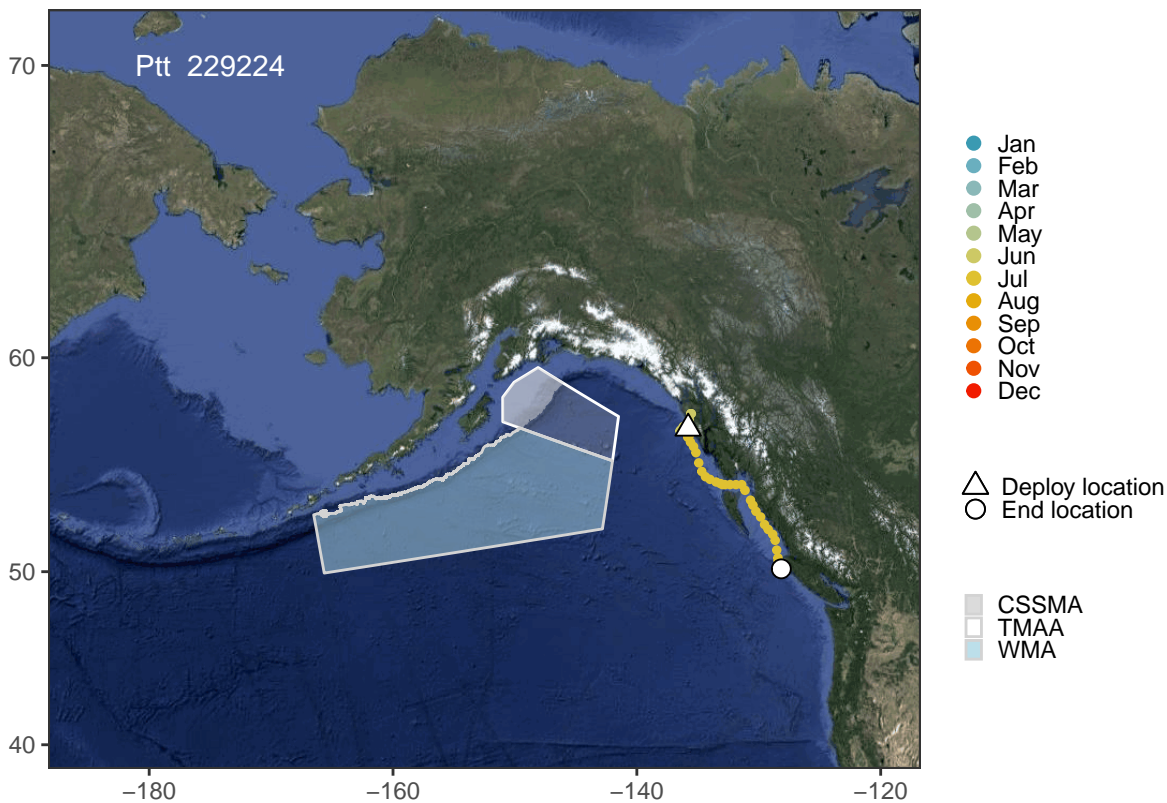 Ptt 229224
70
60
50
40
−180
−160
−140
−120
Jan
Feb
Mar
Apr
May
Jun
Jul
Aug
Sep
Oct
Nov
Dec
Deploy location
End location
CSSMA
TMAA
WMA